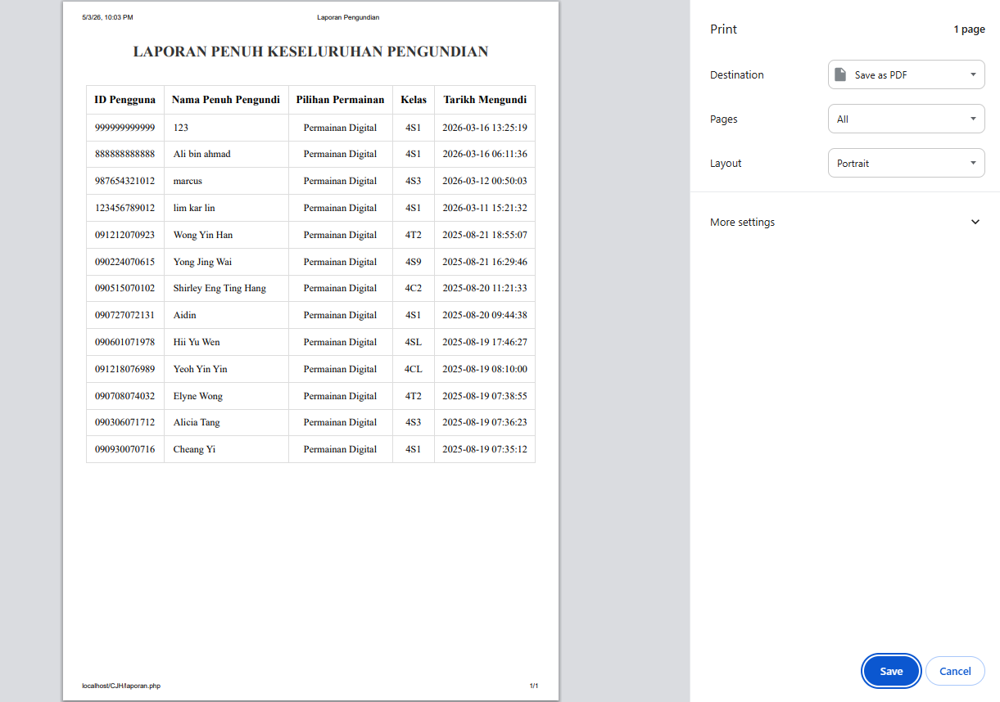 5/3/26, 10:03 PM Laporan Pengundian
LAPORAN PENUH KESELURUHAN PENGUNDIAN
ID Pengguna Nama Penuh Pengundi Pilihan Permainan Kelas Tarikh Mengundi
999999999999 123 Permainan Digital 4S1 2026-03-16 13:25:19
888888888888 Ali bin ahmad Permainan Digital 4S1 2026-03-16 06:11:36
987654321012 marcus Permainan Digital 4S3 2026-03-12 00:50:03
123456789012 lim kar lin Permainan Digital 4S1 2026-03-11 15:21:32
091212070923 Wong Yin Han Permainan Digital 4T2 2025-08-21 18:55:07
090224070615 Yong Jing Wai Permainan Digital 4S9 2025-08-21 16:29:46
090515070102 Shirley Eng Ting Hang Permainan Digital 4C2 2025-08-20 11:21:33
090727072131 Aidin Permainan Digital 4S1 2025-08-20 09:44:38
090601071978 Hii Yu Wen Permainan Digital 4SL 2025-08-19 17:46:27
091218076989 Yeoh Yin Yin Permainan Digital 4CL 2025-08-19 08:10:00
090708074032 Elyne Wong Permainan Digital 4T2 2025-08-19 07:38:55
090306071712 Alicia Tang Permainan Digital 4S3 2025-08-19 07:36:23
090930070716 Cheang Yi Permainan Digital 4S1 2025-08-19 07:35:12
localhost/CJH/laporan.php 1/1
Print 1 page
Destination Save as PDF
Pages All
Layout Portrait
More settings
Save Cancel